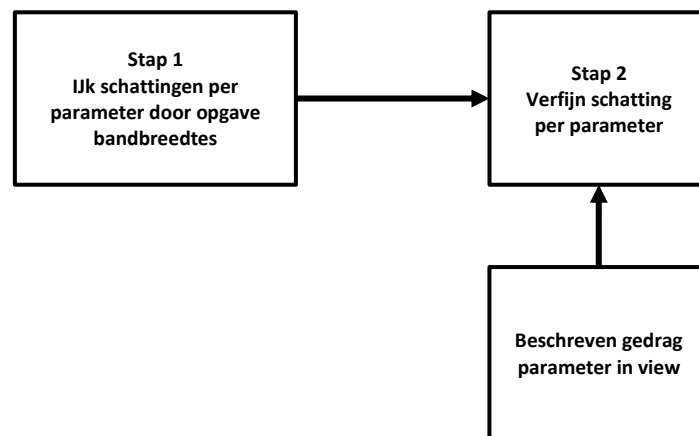 Stap 1
IJk schattingen per
parameter door opgave
bandbreedtes
Stap 2
Verfijn schatting
per parameter
Beschreven gedrag
parameter in view